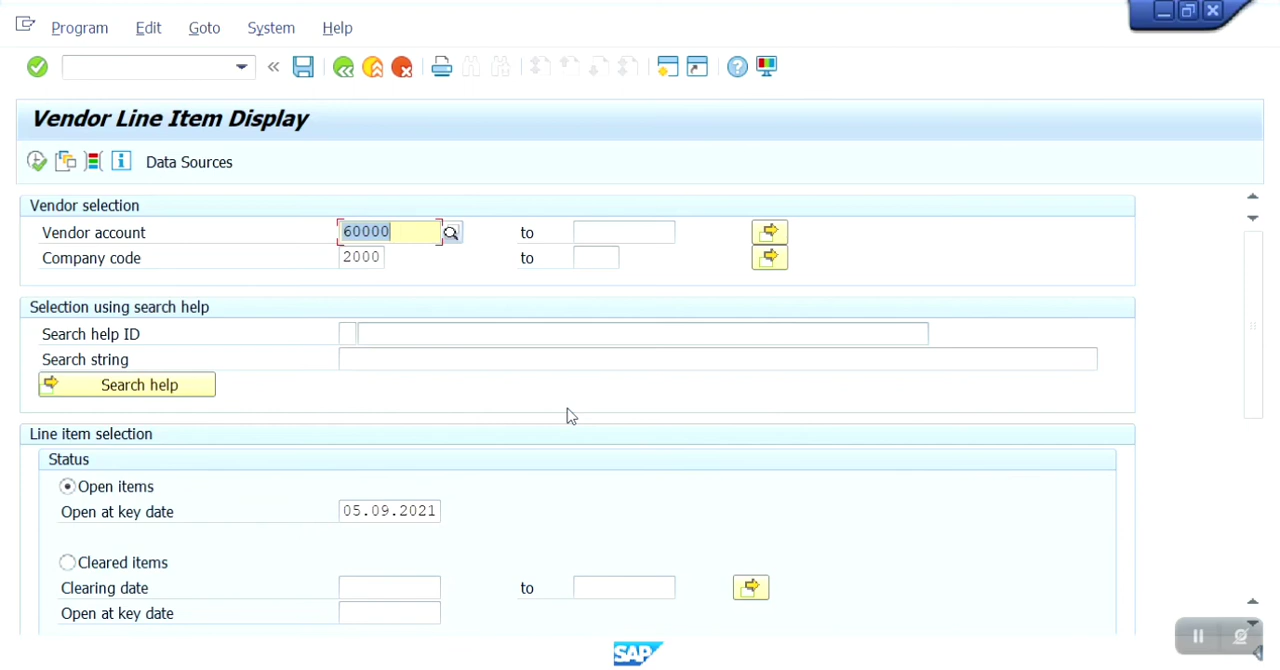 Program Edit Goto System Help
Vendor Line Item Display
Data Sources
Vendor selection
Vendor account 60000 to
Company code 2000 to
Selection using search help
Search help ID
Search string
Search help
Line item selection
Status
Open items
Open at key date 05.09.2021
Cleared items
Clearing date to
Open at key date
SAP